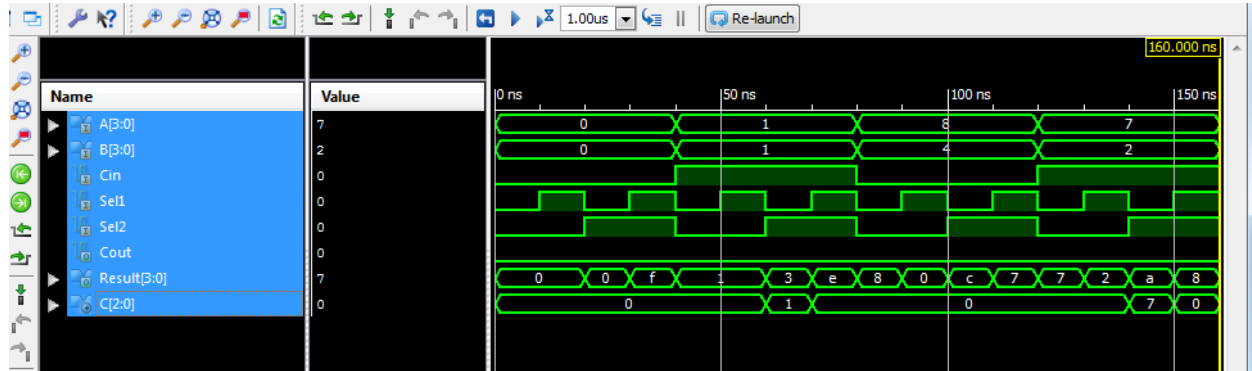 1.00us Re-launch
160.000 ns
Name Value 0 ns 50 ns 100 ns 150 ns
A[3:0] 7 0 1 8 7
B[3:0] 2 0 1 4 2
Cin 0
Sel1 0
Sel2 0
Cout 0
Result[3:0] 7 0 0 f 1 3 e 8 0 c 7 7 2 a 8
C[2:0] 0 0 1 0 7 0